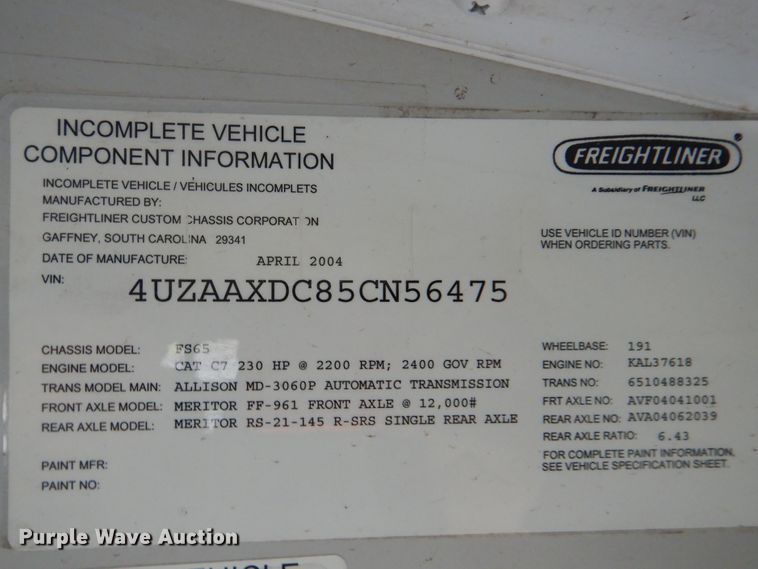 INCOMPLETE VEHICLE
COMPONENT INFORMATION
INCOMPLETE VEHICLE / VÉHICULES INCOMPLETS
MANUFACTURED BY:
FREIGHTLINER CUSTOM CHASSIS CORPORATION
GAFFNEY, SOUTH CAROLINA 29341
DATE OF MANUFACTURE: APRIL 2004
VIN: 4UZAAXDC85CN56475
FREIGHTLINER ®
A Subsidiary of FREIGHTLINER
LLC
USE VEHICLE ID NUMBER (VIN)
WHEN ORDERING PARTS.
CHASSIS MODEL: FS65
ENGINE MODEL: CAT C7 230 HP @ 2200 RPM; 2400 GOV RPM
TRANS MODEL MAIN: ALLISON MD-3060P AUTOMATIC TRANSMISSION
FRONT AXLE MODEL: MERITOR FF-961 FRONT AXLE @ 12,000#
REAR AXLE MODEL: MERITOR RS-21-145 R-SRS SINGLE REAR AXLE
WHEELBASE: 191
ENGINE NO: KAL37618
TRANS NO: 6510488325
FRT AXLE NO: AVF04041001
REAR AXLE NO: AVA04062039
REAR AXLE RATIO: 6.43
FOR COMPLETE PAINT INFORMATION,
SEE VEHICLE SPECIFICATION SHEET.
PAINT MFR:
PAINT NO:
Purple Wave Auction